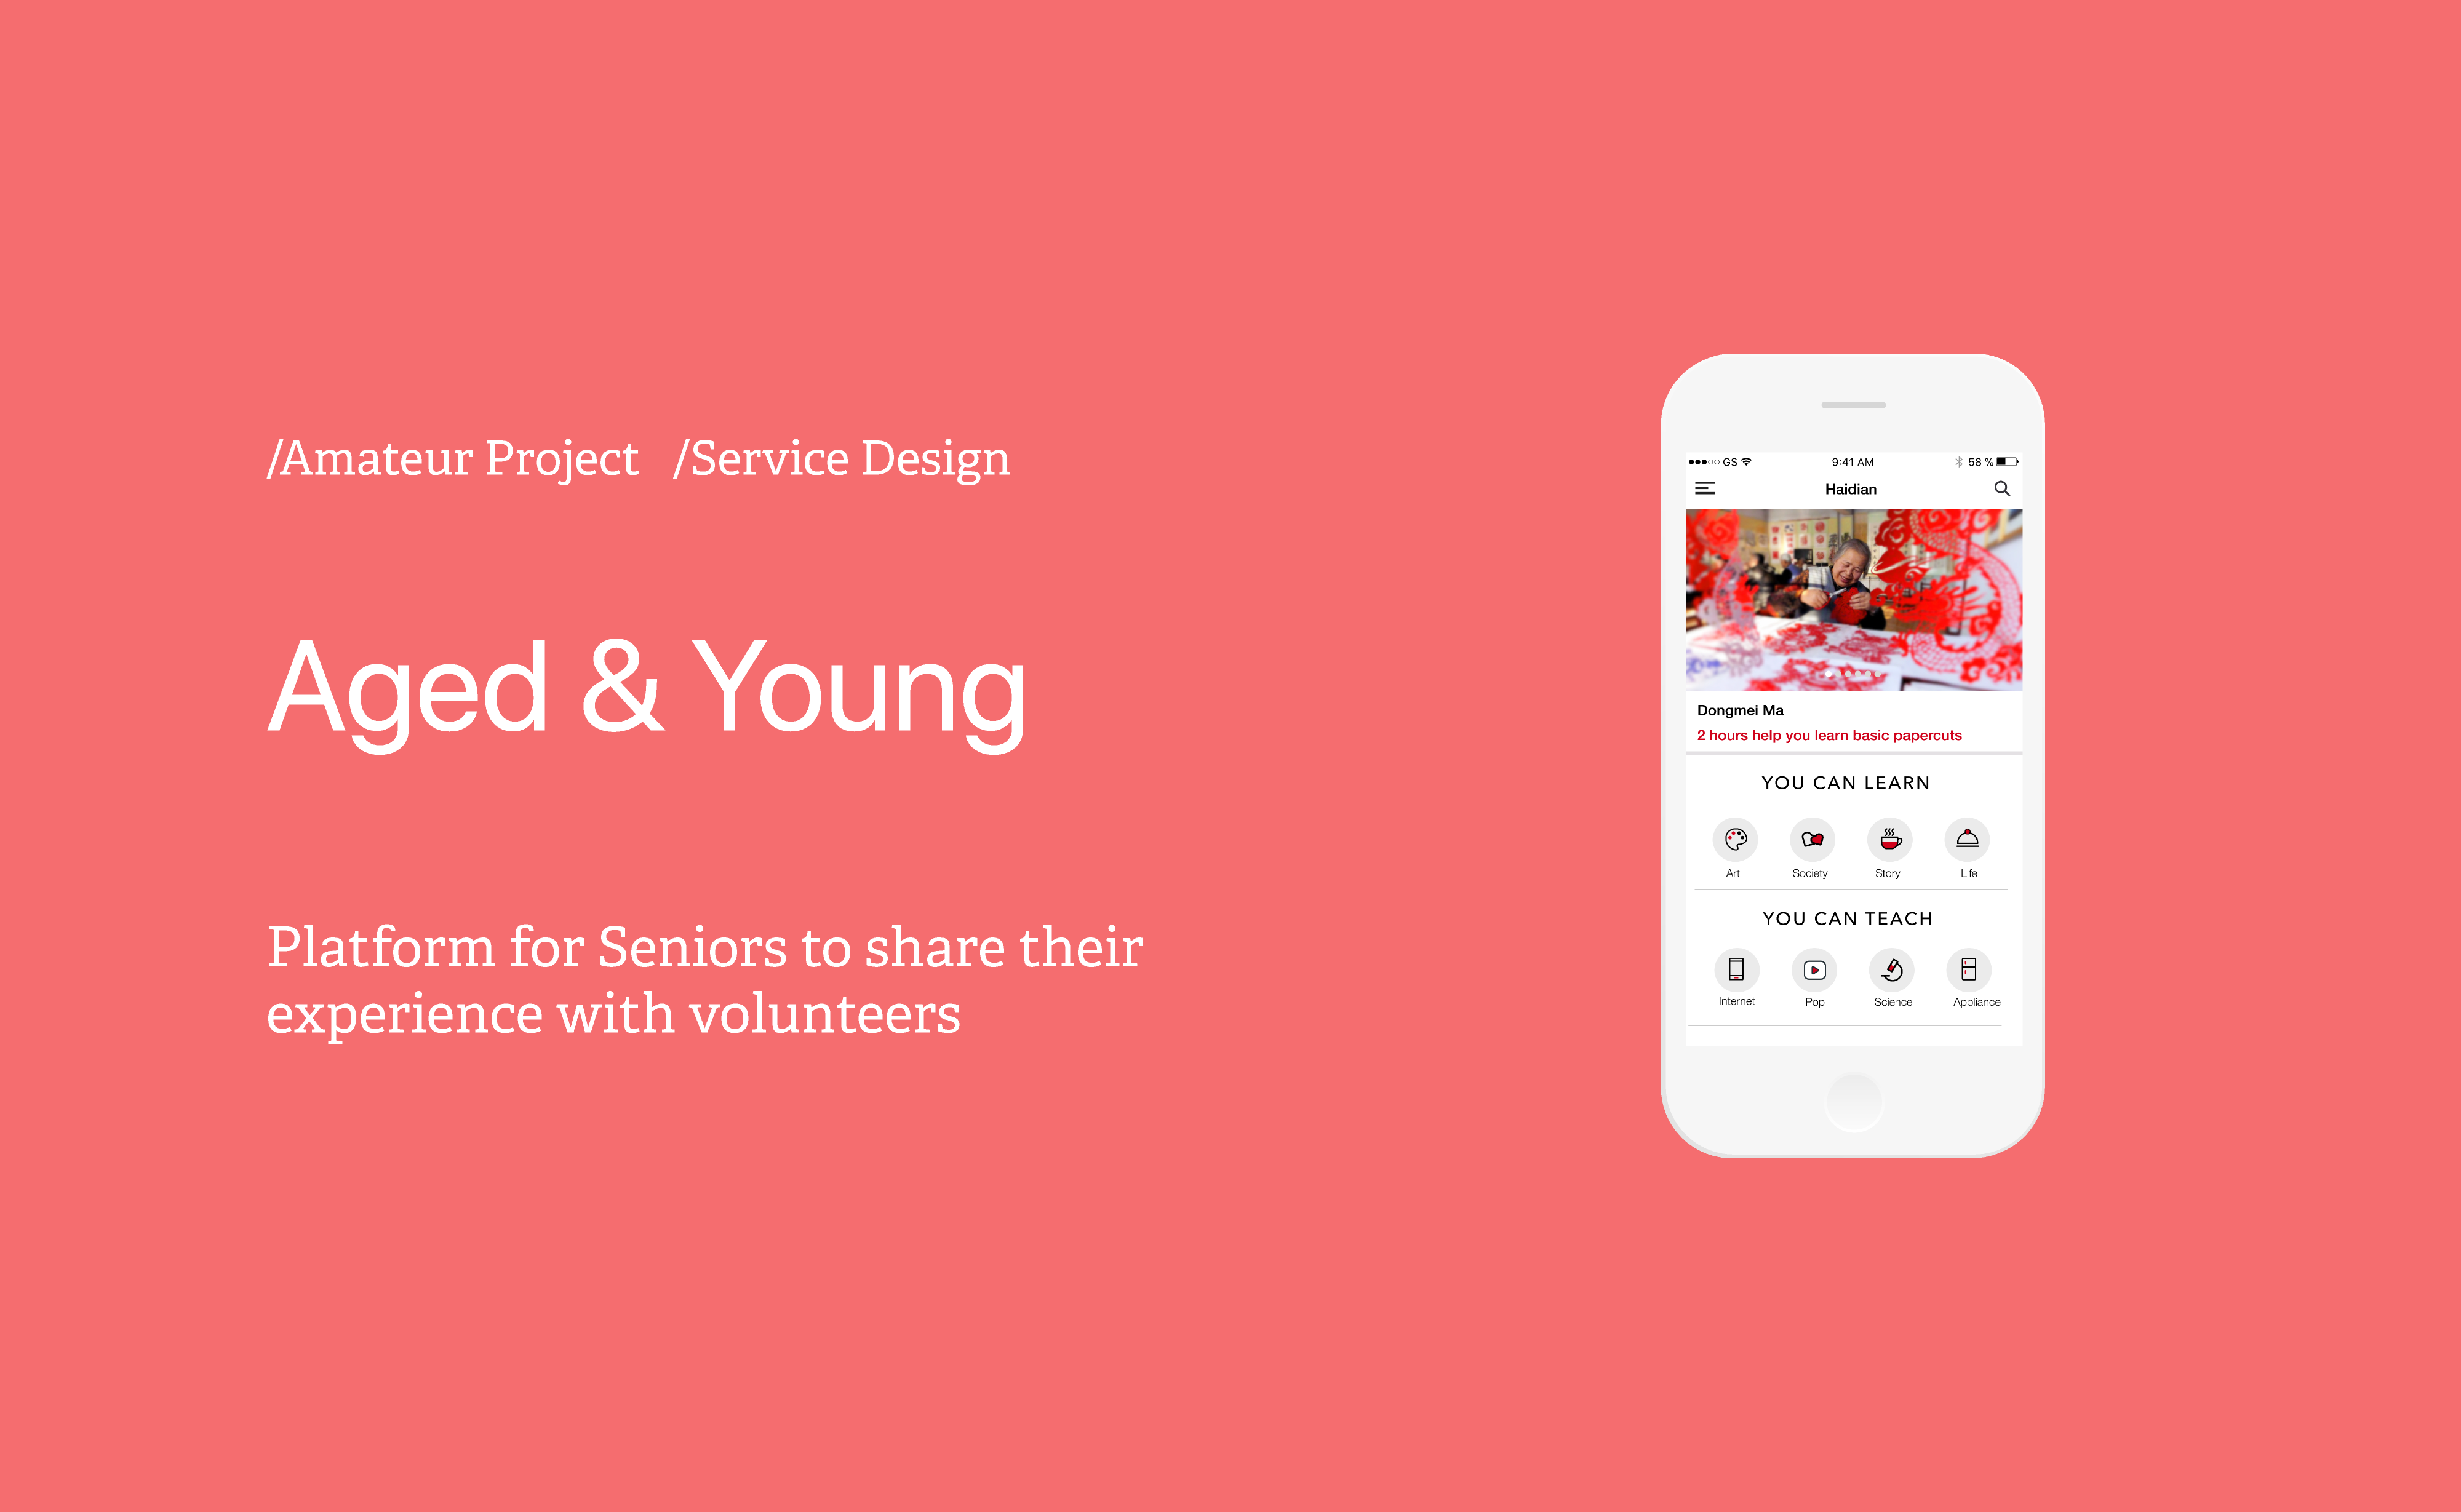 /Amateur Project /Service Design
Aged & Young
Platform for Seniors to share their
experience with volunteers
GS 9:41 AM 58 %
Haidian
Dongmei Ma
2 hours help you learn basic papercuts
YOU CAN LEARN
Art Society Story Life
YOU CAN TEACH
Internet Pop Science Appliance